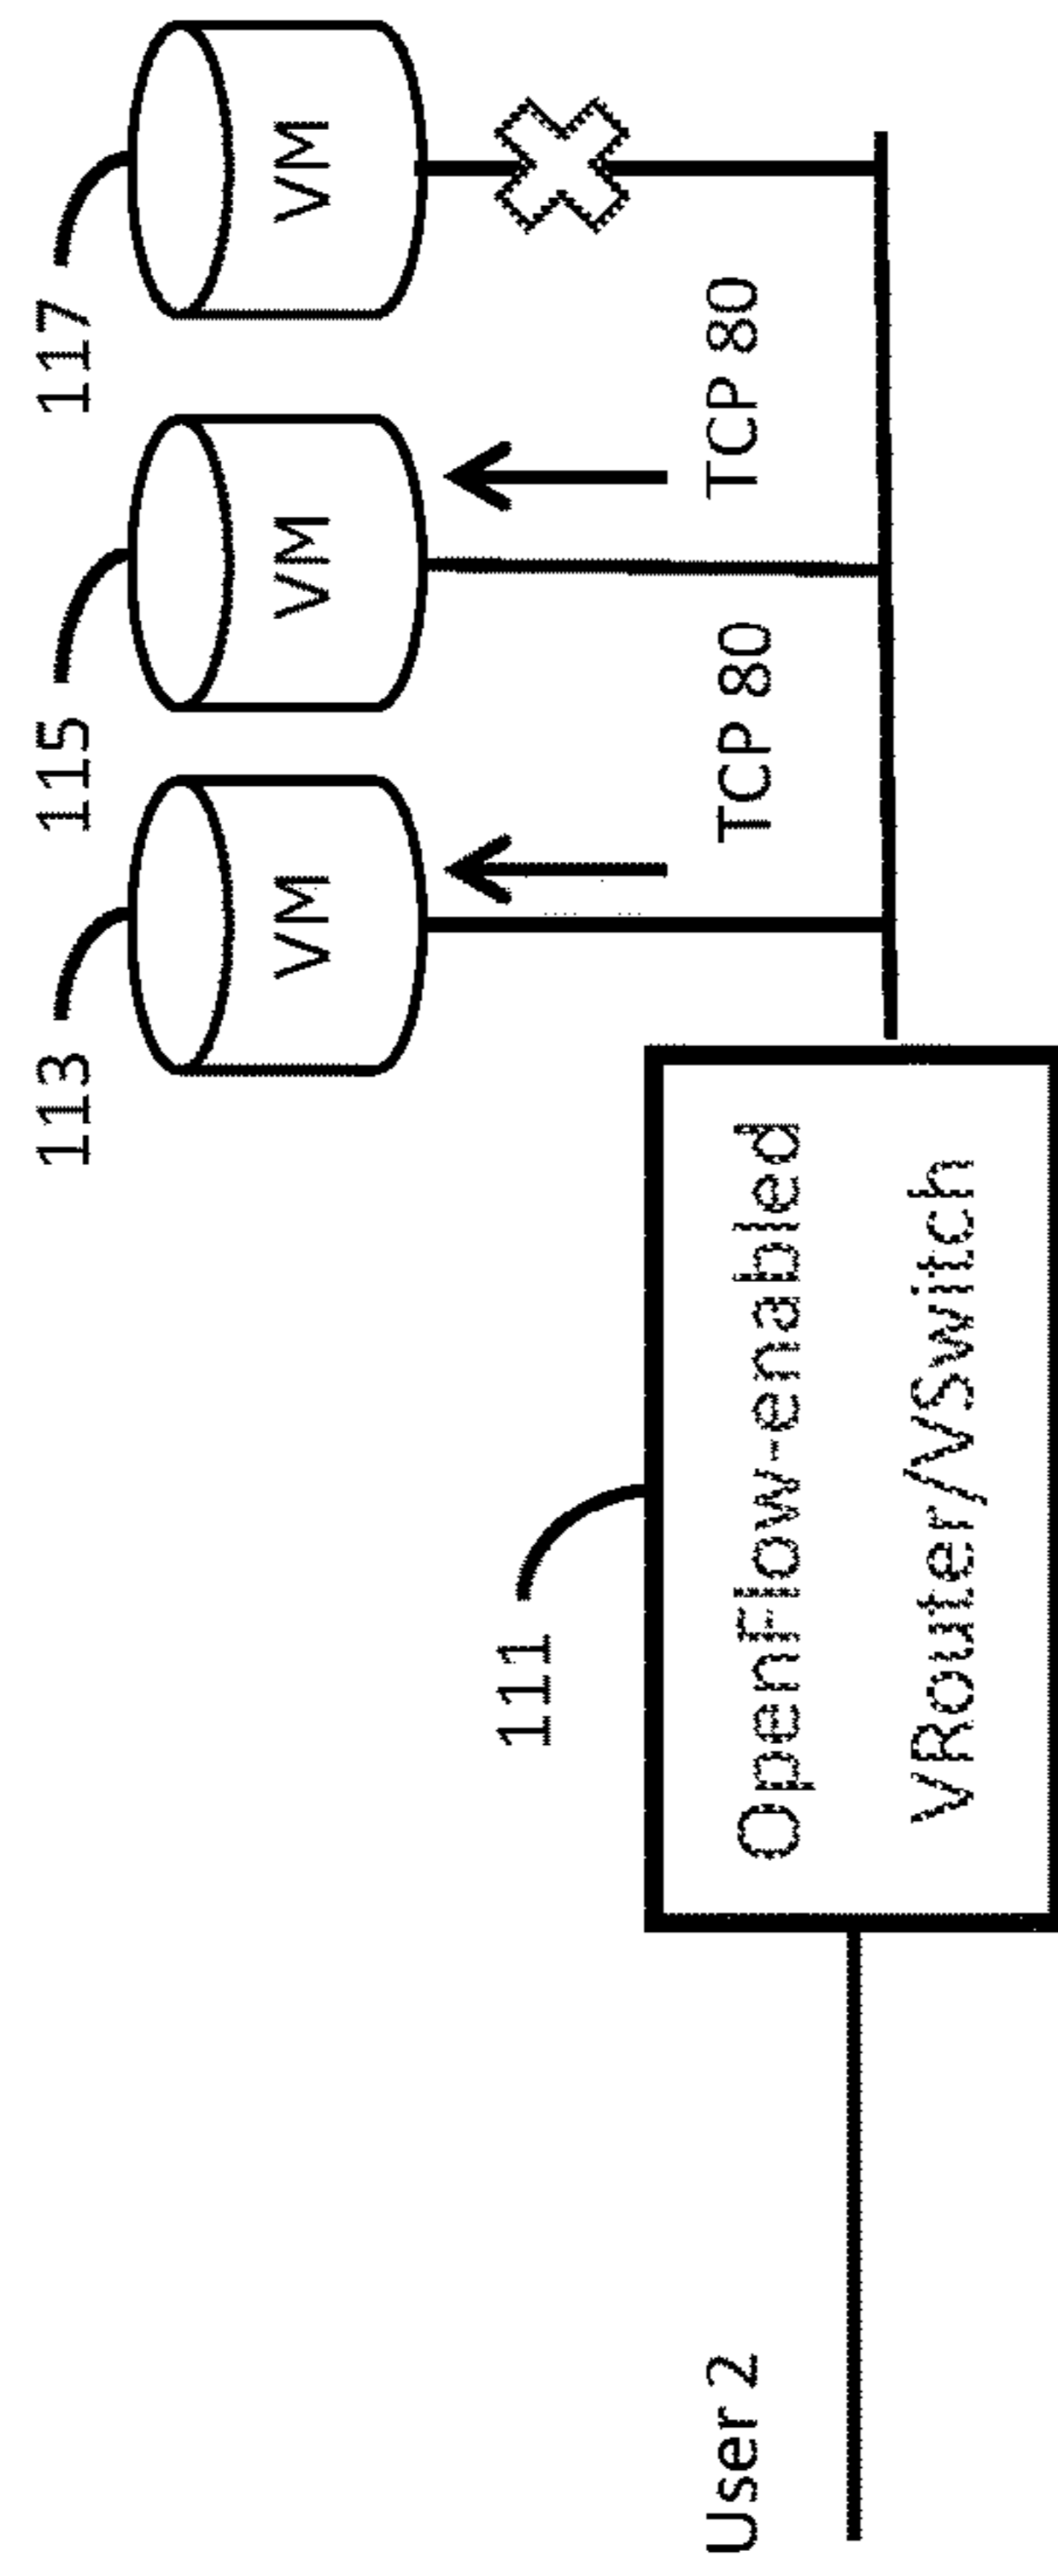 113
115
117
VM
VM
VM
111
TCP 80
TCP 80
User 2
OpenFlow-enabled
VRouter/VSwitch